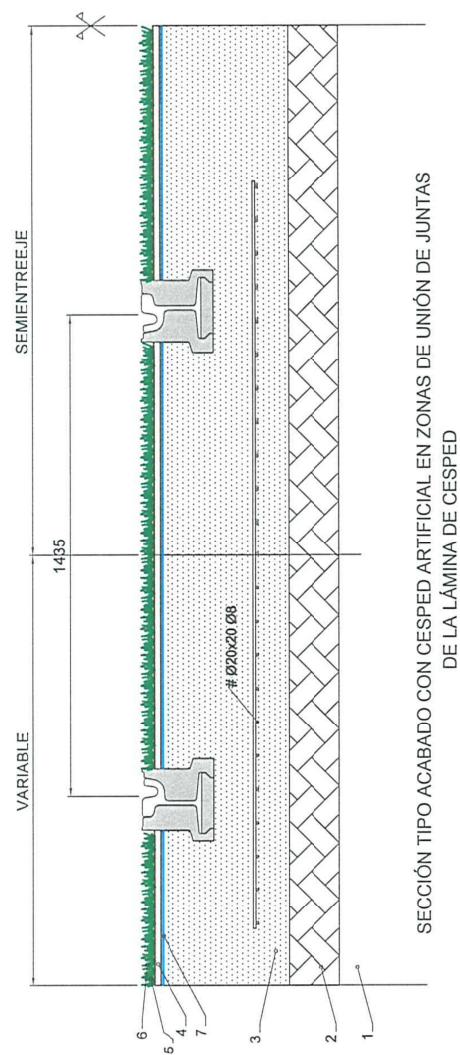 VARIABLE
SEMIENTREEJE
1435
# Ø20x20 Ø8
6
5
4
7
3
2
1
SECCIÓN TIPO ACABADO CON CESPED ARTIFICIAL EN ZONAS DE UNIÓN DE JUNTAS
DE LA LÁMINA DE CESPED